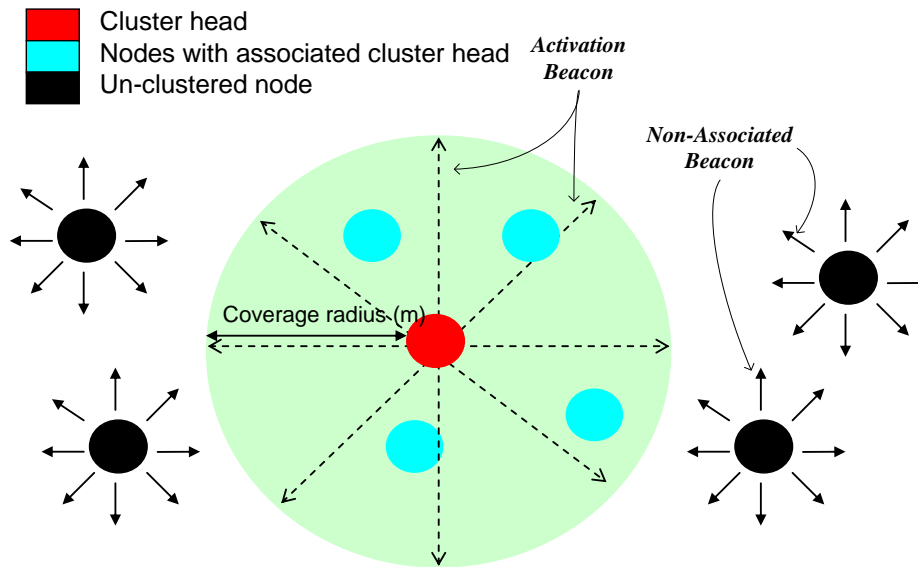 Cluster head
Nodes with associated cluster head
Un-clustered node
Activation
Beacon
Non-Associated
Beacon
Coverage radius (m)